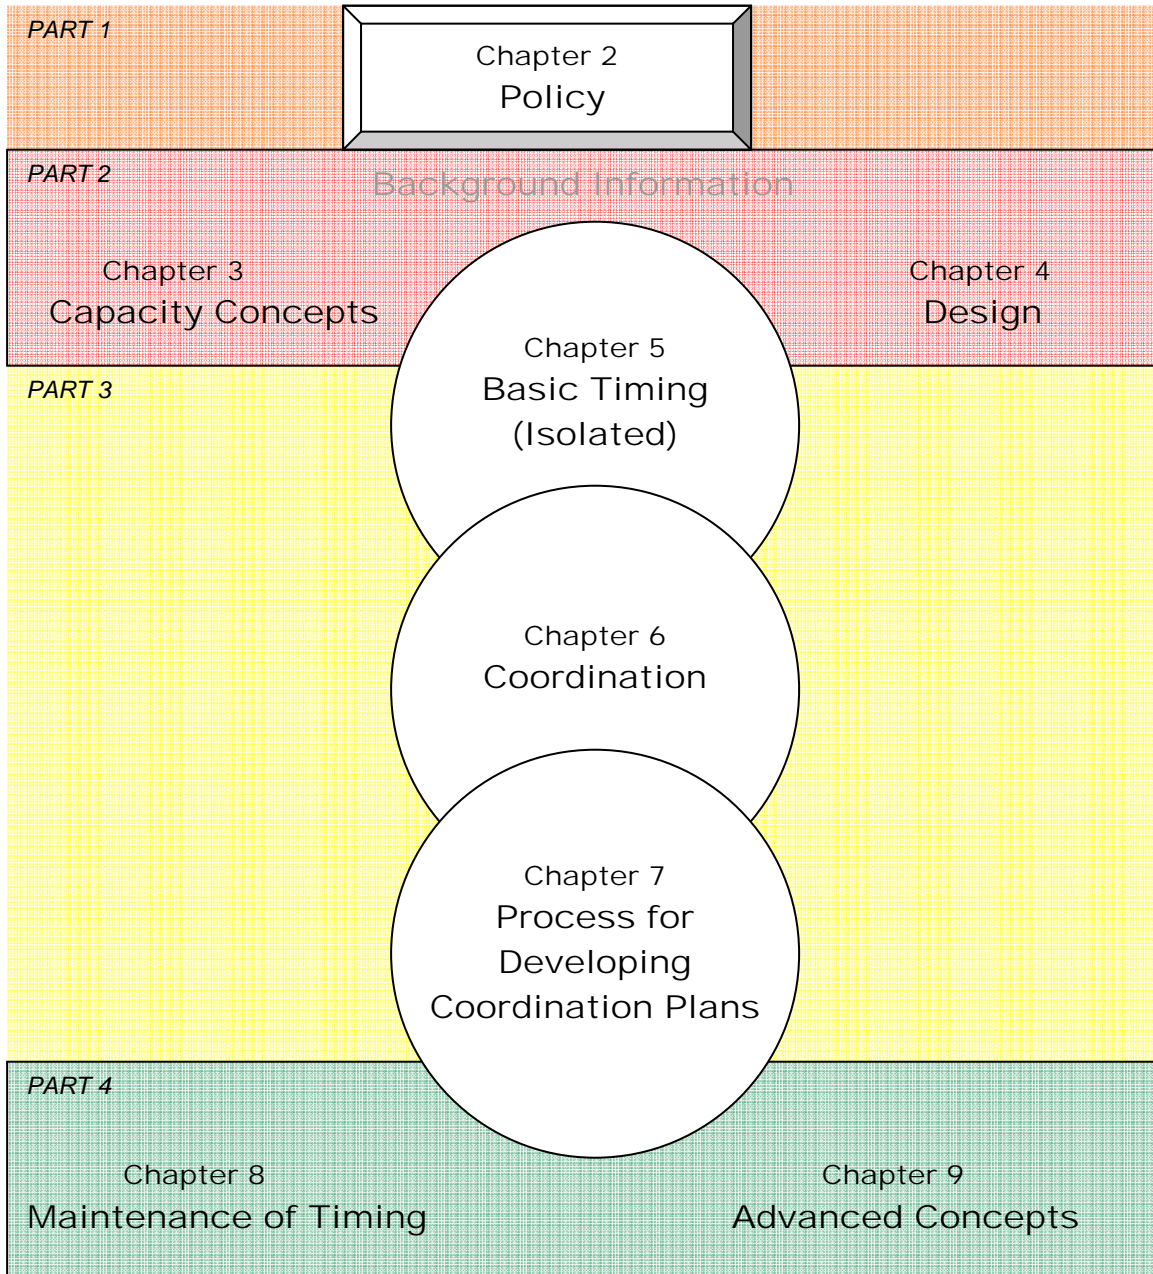 PART 1
Chapter 2
Policy
PART 2
Background Information
Chapter 3
Capacity Concepts
Chapter 4
Design
Chapter 5
Basic Timing
(Isolated)
PART 3
Chapter 6
Coordination
Chapter 7
Process for
Developing
Coordination Plans
PART 4
Chapter 8
Maintenance of Timing
Chapter 9
Advanced Concepts